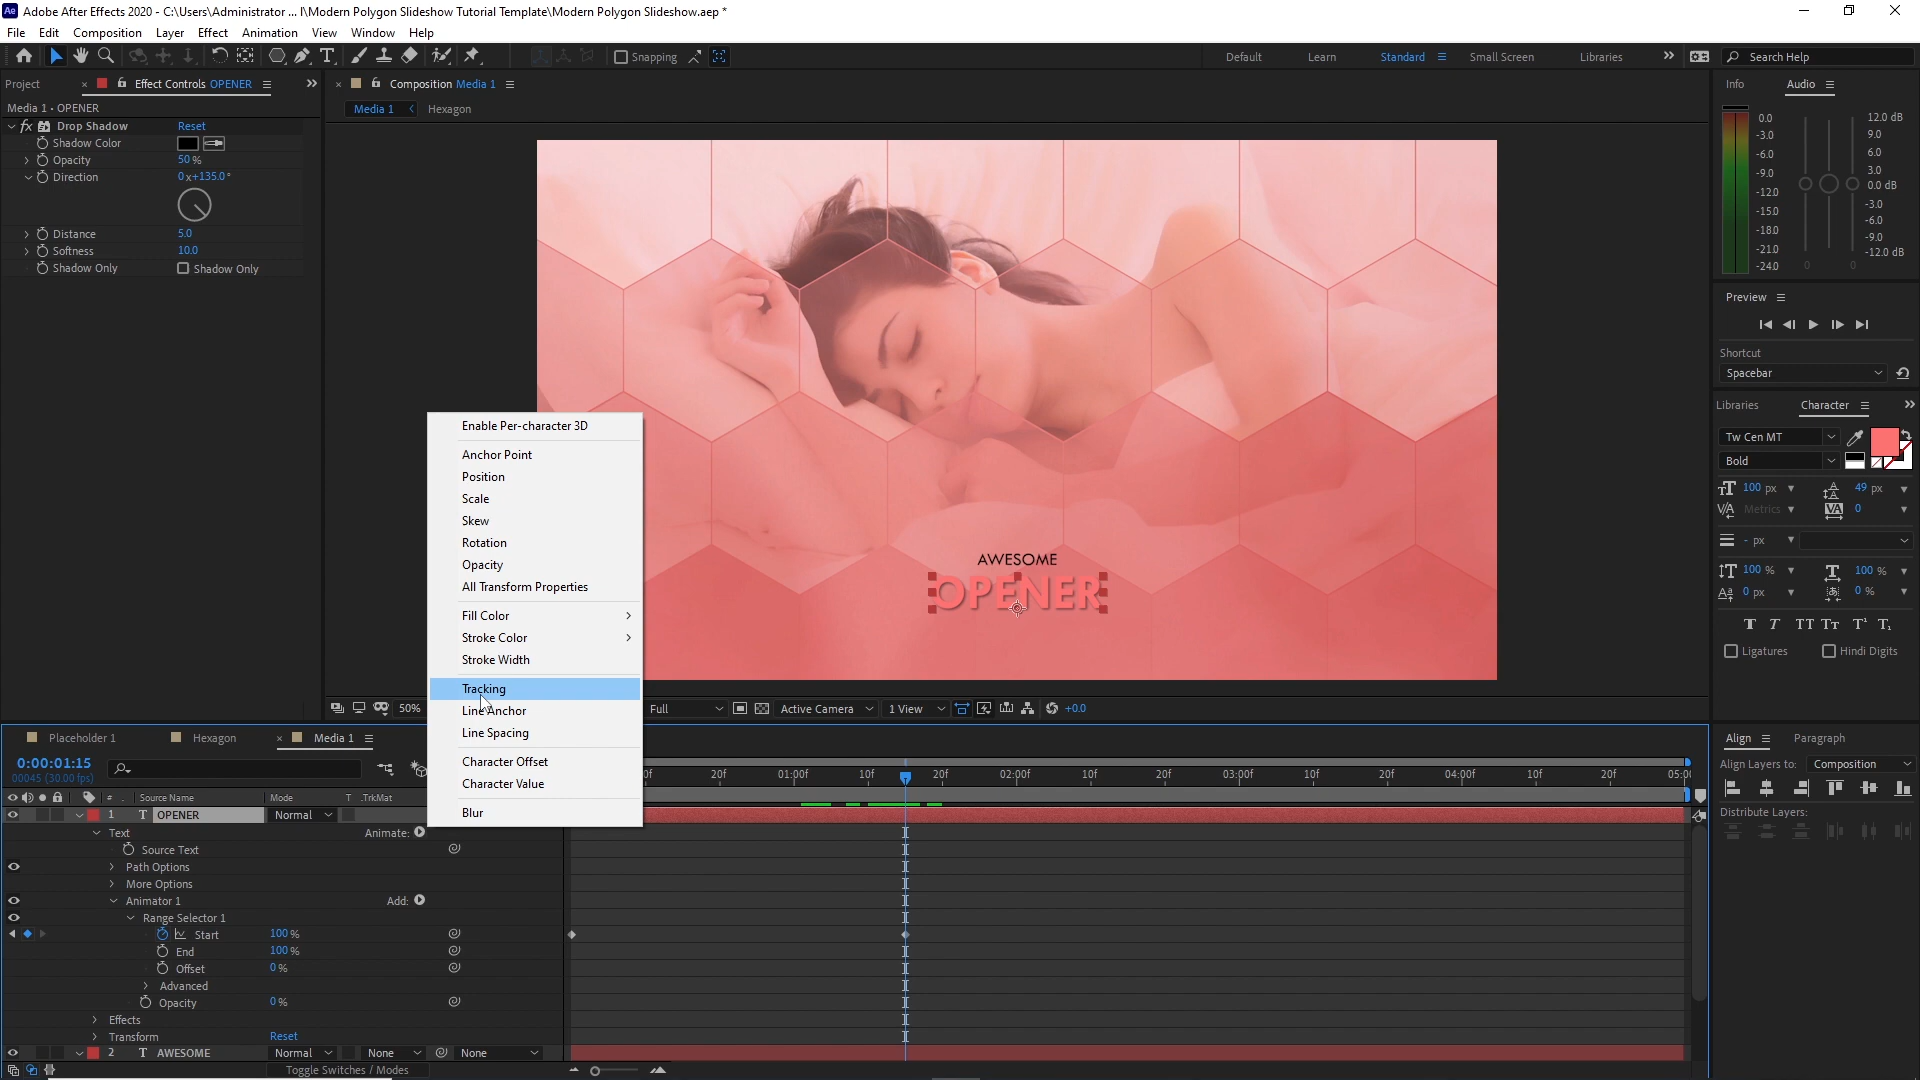 Ae Adobe After Effects 2020 - C:\Users\Administrator ... l\Modern Polygon Slideshow Tutorial Template\Modern Polygon Slideshow.aep *
File Edit Composition Layer Effect Animation View Window Help
Snapping
Default Learn Standard Small Screen Libraries Search Help
Project Effect Controls OPENER
Media 1 • OPENER
fx Drop Shadow Reset
Shadow Color
Opacity 50 %
Direction 0x+135.0°
Distance 5.0
Softness 10.0
Shadow Only Shadow Only
Composition Media 1
Media 1 Hexagon
AWESOME
OPENER
Enable Per-character 3D
Anchor Point
Position
Scale
Skew
Rotation
Opacity
All Transform Properties
Fill Color
Stroke Color
Stroke Width
Tracking
Line Anchor
Line Spacing
Character Offset
Character Value
Blur
50% Full Active Camera 1 View +0.0
Info Audio
0.0
-3.0
-6.0
-9.0
-12.0
-15.0
-18.0
-21.0
-24.0
0 0
12.0 dB
9.0
6.0
3.0
0.0 dB
-3.0
-6.0
-9.0
-12.0 dB
Preview
Shortcut
Spacebar
Libraries Character
Tw Cen MT
Bold
100 px 49 px
Metrics 0
- px
100 % 100 %
0 px 0 %
T T TT Tr T¹ T₁
Ligatures Hindi Digits
Align Paragraph
Align Layers to: Composition
Distribute Layers:
Placeholder 1 Hexagon Media 1
0:00:01:15
00045 (30.00 fps)
0f 20f 01:00f 10f 20f 02:00f 10f 20f 03:00f 10f 20f 04:00f 10f 20f 05:0
# . Source Name Mode T .TrkMat
1 T OPENER Normal
Text Animate:
Source Text
Path Options
More Options
Animator 1 Add:
Range Selector 1
Start 100 %
End 100 %
Offset 0 %
Advanced
Opacity 0 %
Effects
Transform Reset
2 T AWESOME Normal None None
Toggle Switches / Modes